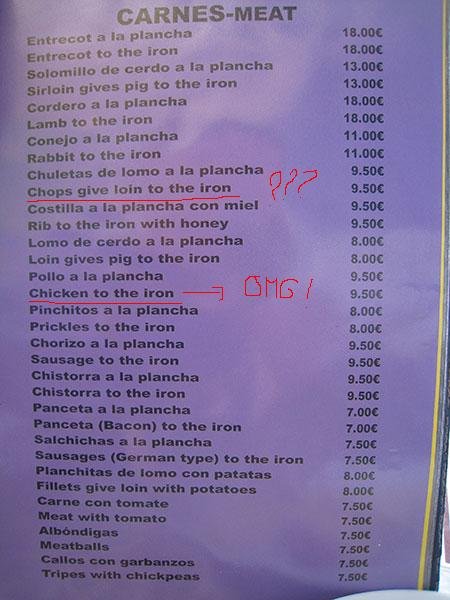 CARNES-MEAT
Entrecot a la plancha 18.00€
Entrecot to the iron 18.00€
Solomillo de cerdo a la plancha 13.00€
Sirloin gives pig to the iron 13.00€
Cordero a la plancha 18.00€
Lamb to the iron 18.00€
Conejo a la plancha 11.00€
Rabbit to the iron 11.00€
Chuletas de lomo a la plancha 9.50€
Chops give loin to the iron ??? 9.50€
Costilla a la plancha con miel 9.50€
Rib to the iron with honey 9.50€
Lomo de cerdo a la plancha 8.00€
Loin gives pig to the iron 8.00€
Pollo a la plancha 9.50€
Chicken to the iron → OMG! 9.50€
Pinchitos a la plancha 8.00€
Prickles to the iron 8.00€
Chorizo a la plancha 9.50€
Sausage to the iron 9.50€
Chistorra a la plancha 9.50€
Chistorra to the iron 9.50€
Panceta a la plancha 7.00€
Panceta (Bacon) to the iron 7.00€
Salchichas a la plancha 7.50€
Sausages (German type) to the iron 7.50€
Planchitas de lomo con patatas 8.00€
Fillets give loin with potatoes 8.00€
Carne con tomate 7.50€
Meat with tomato 7.50€
Albóndigas 7.50€
Meatballs 7.50€
Callos con garbanzos 7.50€
Tripes with chickpeas 7.50€